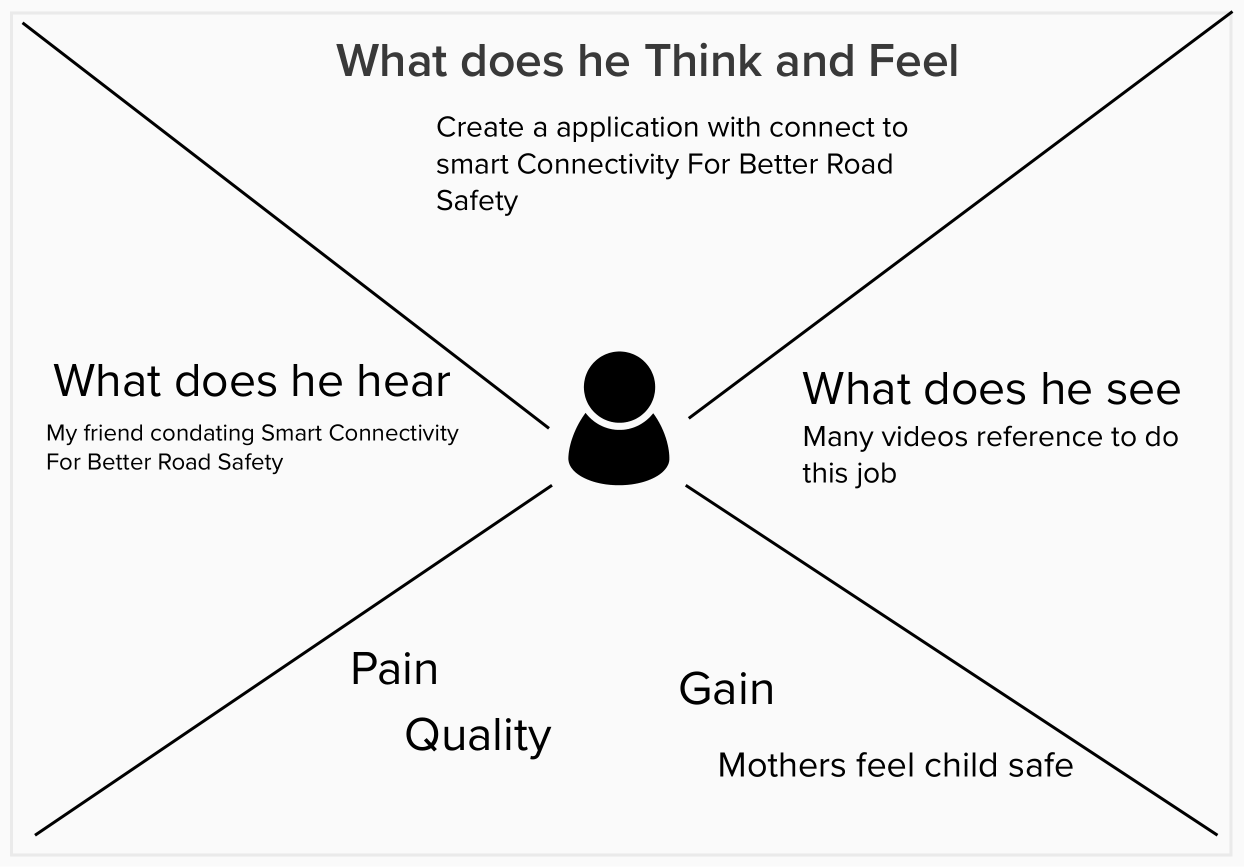 What does he Think and Feel
Create a application with connect to
smart Connectivity For Better Road
Safety
What does he hear
My friend condating Smart Connectivity
For Better Road Safety
What does he see
Many videos reference to do
this job
Pain
Quality
Gain
Mothers feel child safe